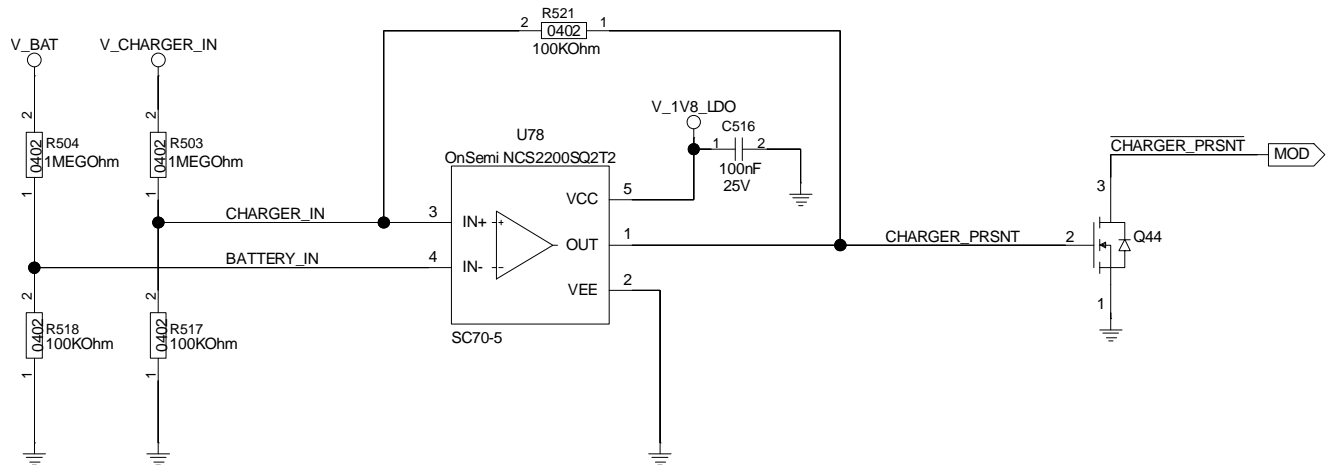 R521
2 0402 1
100KOhm
V_BAT V_CHARGER_IN
V_1V8_LDO
C516
1 2
100nF
25V
2 2
R504 R503
0402 0402
1MEGOhm 1MEGOhm
1 1
U78
OnSemi NCS2200SQ2T2
CHARGER_PRSNT MOD
VCC 5
3
CHARGER_IN 3 IN+ +
OUT 1 CHARGER_PRSNT 2 Q44
BATTERY_IN 4 IN- -
VEE 2
1
2 2
R518 R517
0402 0402
100KOhm 100KOhm
1 1
SC70-5